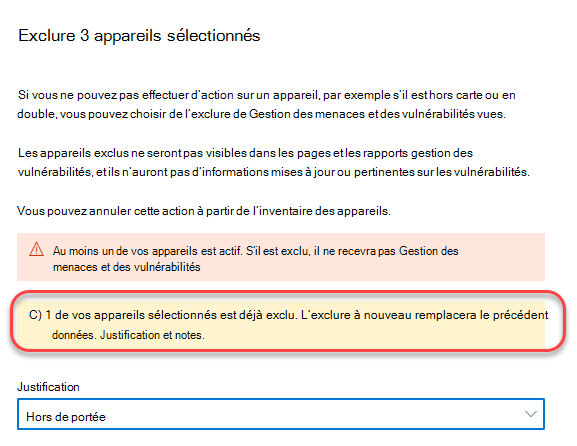 Exclure 3 appareils sélectionnés
Si vous ne pouvez pas effectuer d'action sur un appareil, par exemple s'il est hors carte ou en
double, vous pouvez choisir de l'exclure de Gestion des menaces et des vulnérabilités vues.
Les appareils exclus ne seront pas visibles dans les pages et les rapports gestion des
vulnérabilités, et ils n'auront pas d'informations mises à jour ou pertinentes sur les vulnérabilités.
Vous pouvez annuler cette action à partir de l'inventaire des appareils.
Au moins un de vos appareils est actif. S'il est exclu, il ne recevra pas Gestion des
menaces et des vulnérabilités
C) 1 de vos appareils sélectionnés est déjà exclu. L'exclure à nouveau remplacera le précédent
données. Justification et notes.
Justification
Hors de portée